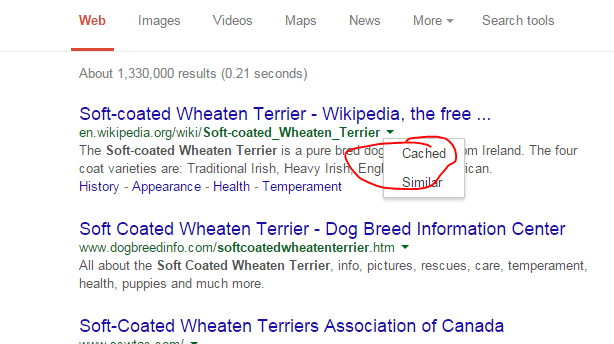 Web Images Videos Maps News More Search tools
About 1,330,000 results (0.21 seconds)
Soft-coated Wheaten Terrier - Wikipedia, the free ...
en.wikipedia.org/wiki/Soft-coated_Wheaten_Terrier
Cached
Similar
The Soft-coated Wheaten Terrier is a pure bred dog om Ireland. The four
coat varieties are: Traditional Irish, Heavy Irish, Engl ican.
History - Appearance - Health - Temperament
Soft Coated Wheaten Terrier - Dog Breed Information Center
www.dogbreedinfo.com/softcoatedwheatenterrier.htm
All about the Soft Coated Wheaten Terrier, info, pictures, rescues, care, temperament,
health, puppies and much more.
Soft-Coated Wheaten Terriers Association of Canada